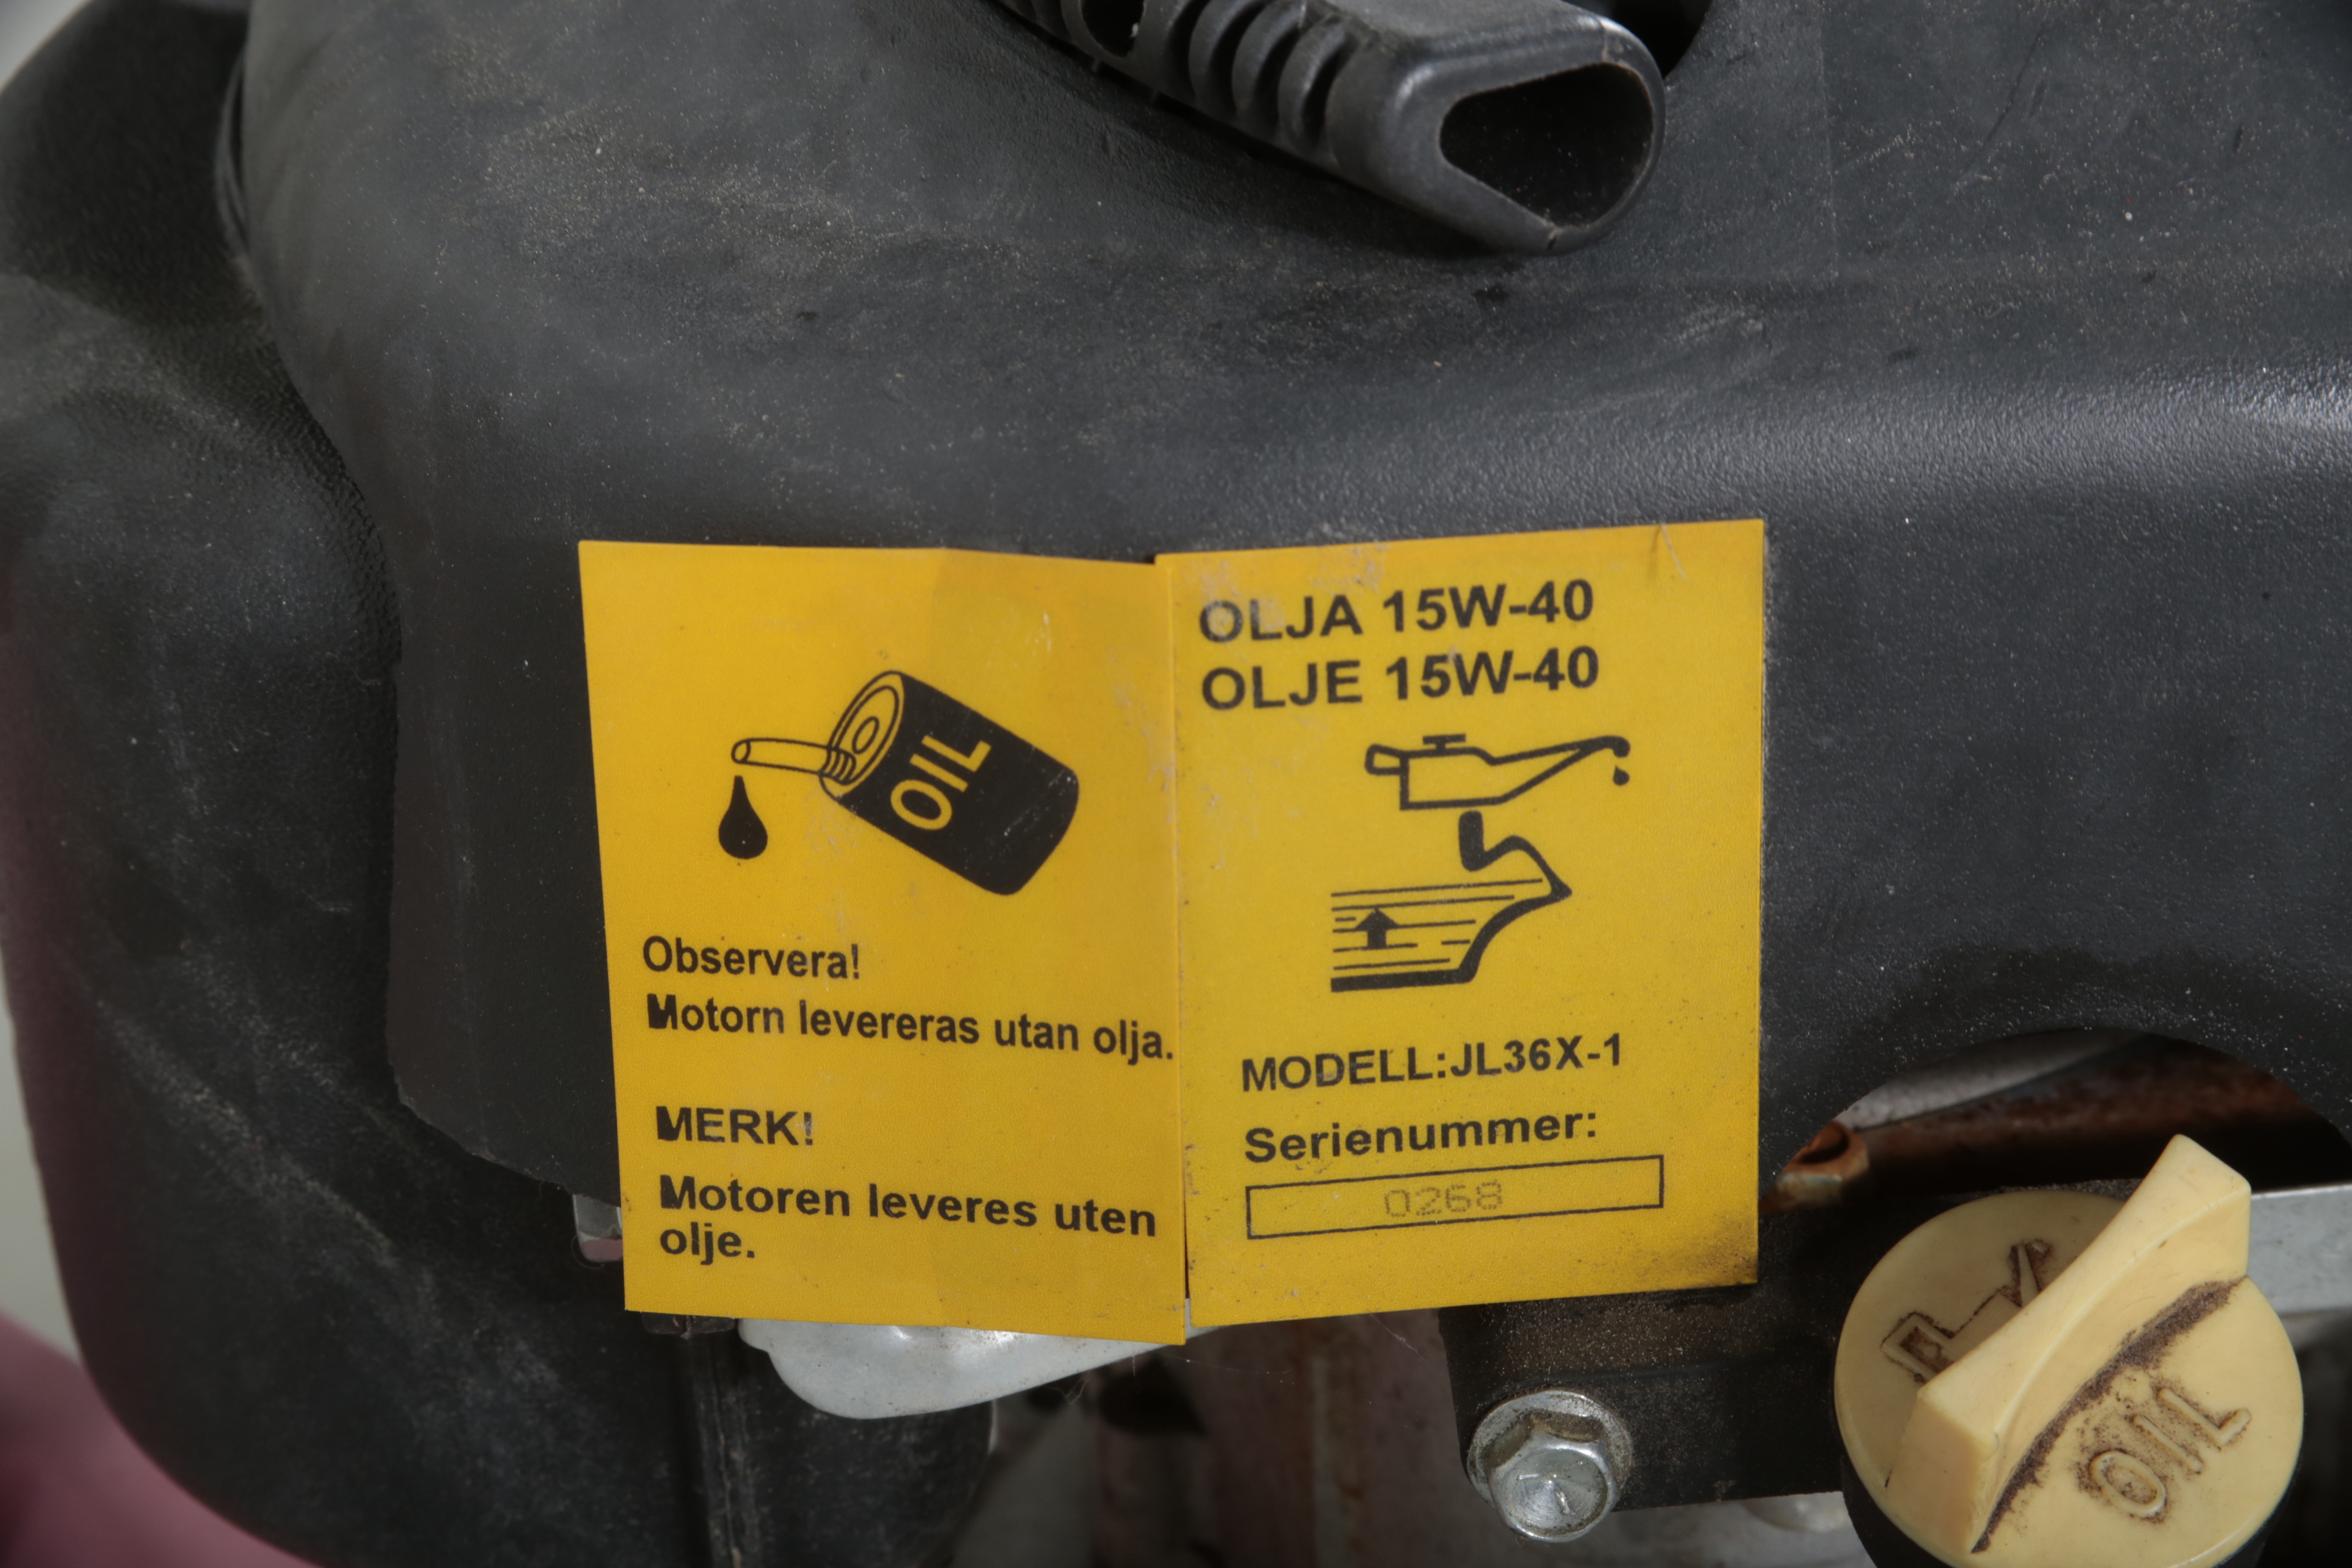 OIL
Observera!
Motorn levereras utan olja.
MERK!
Motoren leveres uten
olje.
OLJA 15W-40
OLJE 15W-40
MODELL:JL36X-1
Serienummer:
0268
OIL